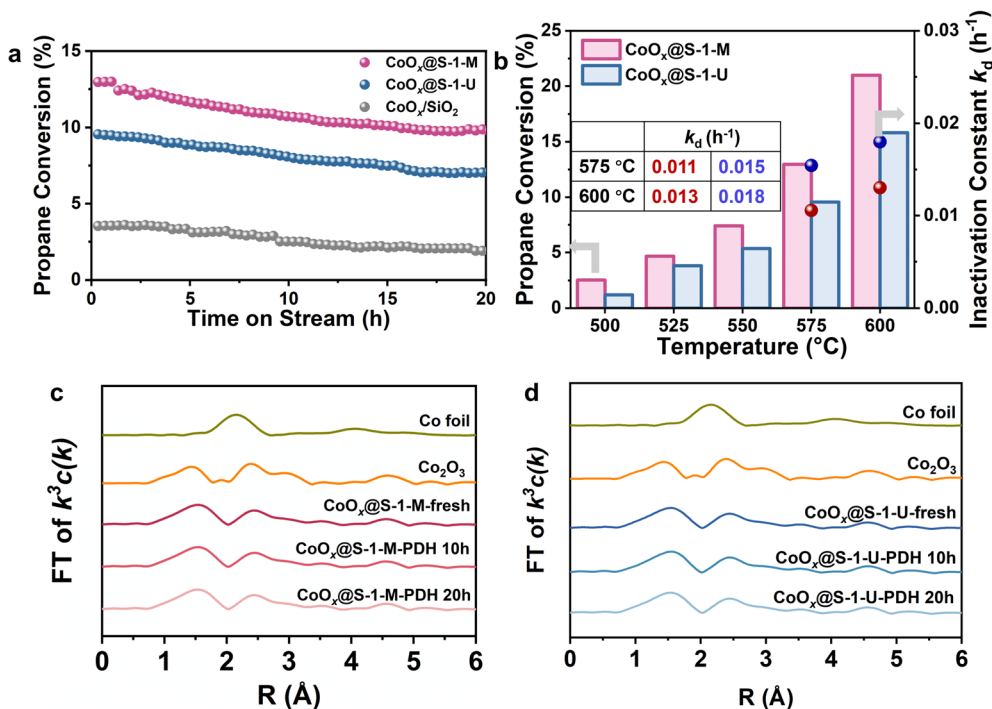 a
Propane Conversion (%)
15
10
5
0
CoOₓ@S-1-M
CoOₓ@S-1-U
CoOₓ/SiO₂
0 5 10 15 20
Time on Stream (h)
b
Propane Conversion (%)
25
20
15
10
5
0
CoOₓ@S-1-M
CoOₓ@S-1-U
k_d (h⁻¹)
575 °C 0.011 0.015
600 °C 0.013 0.018
500 525 550 575 600
Temperature (°C)
0.03
0.02
0.01
0.00
Inactivation Constant k_d (h⁻¹)
c
FT of k³c(k)
Co foil
Co₂O₃
CoOₓ@S-1-M-fresh
CoOₓ@S-1-M-PDH 10h
CoOₓ@S-1-M-PDH 20h
0 1 2 3 4 5 6
R (Å)
d
FT of k³c(k)
Co foil
Co₂O₃
CoOₓ@S-1-U-fresh
CoOₓ@S-1-U-PDH 10h
CoOₓ@S-1-U-PDH 20h
0 1 2 3 4 5 6
R (Å)